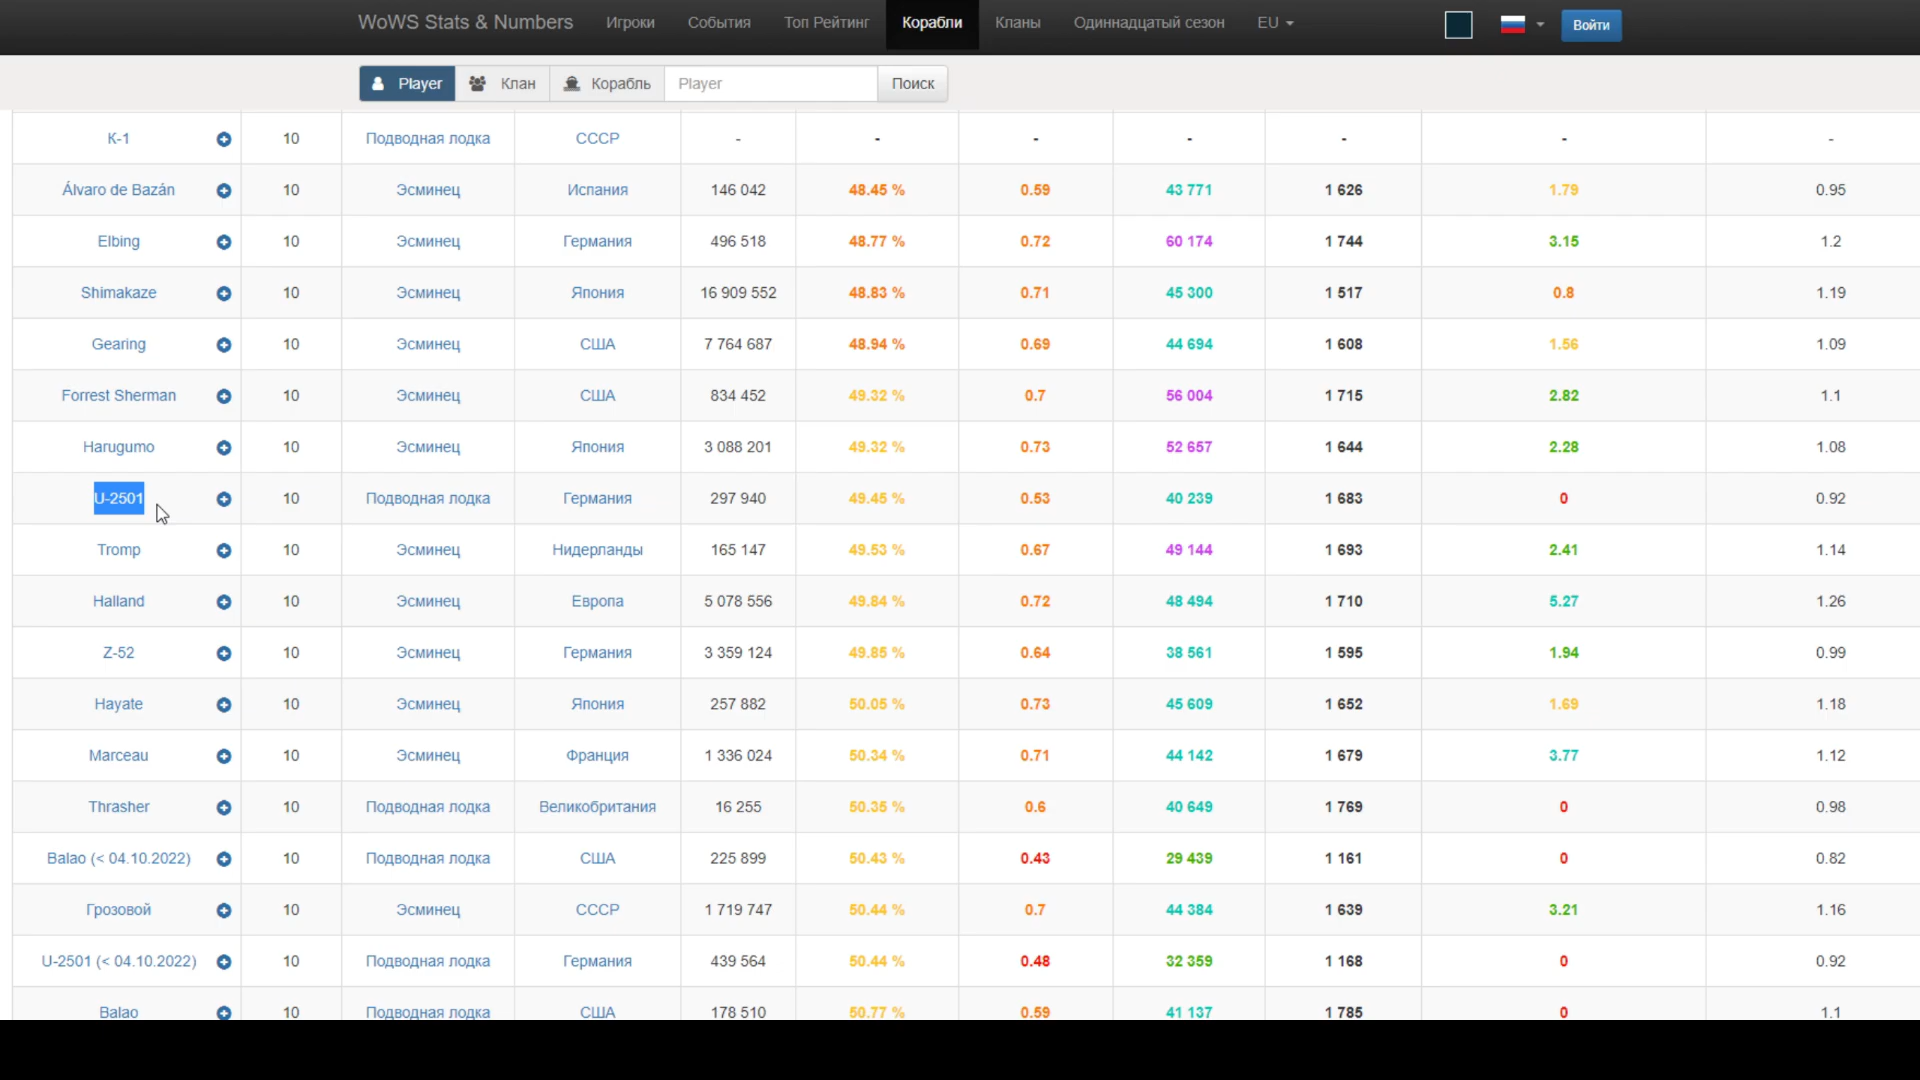 WoWS Stats & Numbers Игроки События Топ Рейтинг Корабли Кланы Одиннадцатый сезон EU Войти
Player Клан Корабль Player Поиск
К-1 10 Подводная лодка СССР - - - - - - -
Álvaro de Bazán 10 Эсминец Испания 146 042 48.45 % 0.59 43 771 1 626 1.79 0.95
Elbing 10 Эсминец Германия 496 518 48.77 % 0.72 60 174 1 744 3.15 1.2
Shimakaze 10 Эсминец Япония 16 909 552 48.83 % 0.71 45 300 1 517 0.8 1.19
Gearing 10 Эсминец США 7 764 687 48.94 % 0.69 44 694 1 608 1.56 1.09
Forrest Sherman 10 Эсминец США 834 452 49.32 % 0.7 56 004 1 715 2.82 1.1
Harugumo 10 Эсминец Япония 3 088 201 49.32 % 0.73 52 657 1 644 2.28 1.08
U-2501 10 Подводная лодка Германия 297 940 49.45 % 0.53 40 239 1 683 0 0.92
Tromp 10 Эсминец Нидерланды 165 147 49.53 % 0.67 49 144 1 693 2.41 1.14
Halland 10 Эсминец Европа 5 078 556 49.84 % 0.72 48 494 1 710 5.27 1.26
Z-52 10 Эсминец Германия 3 359 124 49.85 % 0.64 38 561 1 595 1.94 0.99
Hayate 10 Эсминец Япония 257 882 50.05 % 0.73 45 609 1 652 1.69 1.18
Marceau 10 Эсминец Франция 1 336 024 50.34 % 0.71 44 142 1 679 3.77 1.12
Thrasher 10 Подводная лодка Великобритания 16 255 50.35 % 0.6 40 649 1 769 0 0.98
Balao (< 04.10.2022) 10 Подводная лодка США 225 899 50.43 % 0.43 29 439 1 161 0 0.82
Грозовой 10 Эсминец СССР 1 719 747 50.44 % 0.7 44 384 1 639 3.21 1.16
U-2501 (< 04.10.2022) 10 Подводная лодка Германия 439 564 50.44 % 0.48 32 359 1 168 0 0.92
Balao 10 Подводная лодка США 178 510 50.77 % 0.59 41 137 1 785 0 1.1